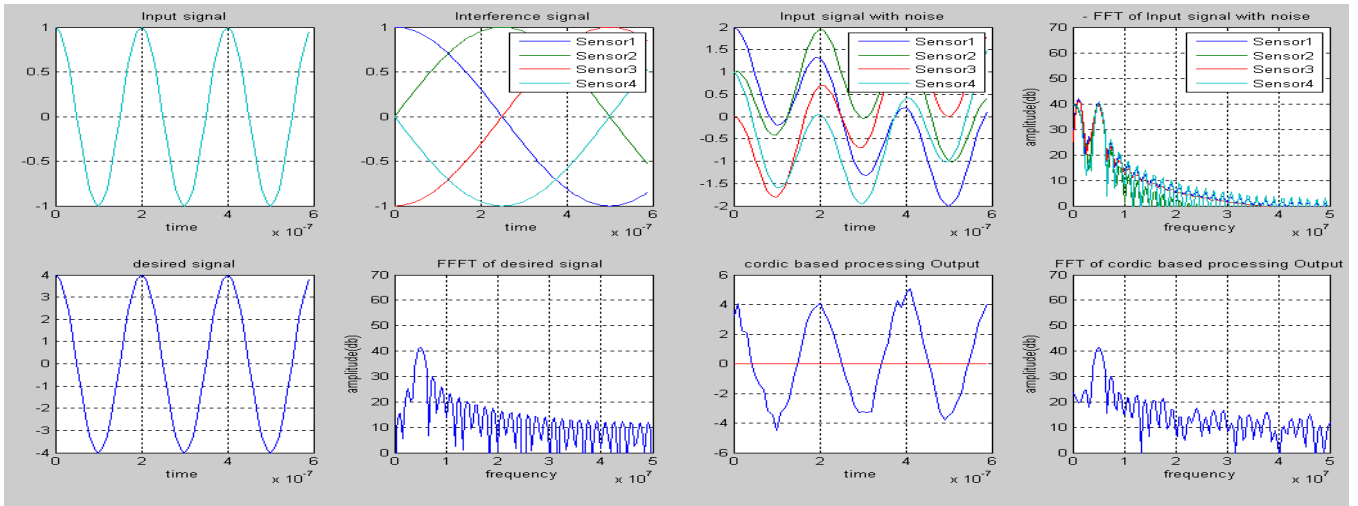 Input signal
1
0.5
0
-0.5
-1
0
2
4
6
time
x 10^-7
Interference signal
1
0.5
0
-0.5
-1
Sensor1
Sensor2
Sensor3
Sensor4
0
2
4
6
time
x 10^-7
Input signal with noise
2
1.5
1
0.5
0
-0.5
-1
-1.5
-2
Sensor1
Sensor2
Sensor3
Sensor4
0
2
4
6
time
x 10^-7
- FFT of Input signal with noise
amplitude(db)
70
60
50
40
30
20
10
0
Sensor1
Sensor2
Sensor3
Sensor4
0
1
2
3
4
5
frequency
x 10^7
desired signal
4
3
2
1
0
-1
-2
-3
-4
0
2
4
6
time
x 10^-7
FFFT of desired signal
amplitude(db)
70
60
50
40
30
20
10
0
0
1
2
3
4
5
frequency
x 10^7
cordic based processing Output
6
4
2
0
-2
-4
-6
0
2
4
6
time
x 10^-7
FFT of cordic based processing Output
amplitude(db)
70
60
50
40
30
20
10
0
0
1
2
3
4
5
frequency
x 10^7